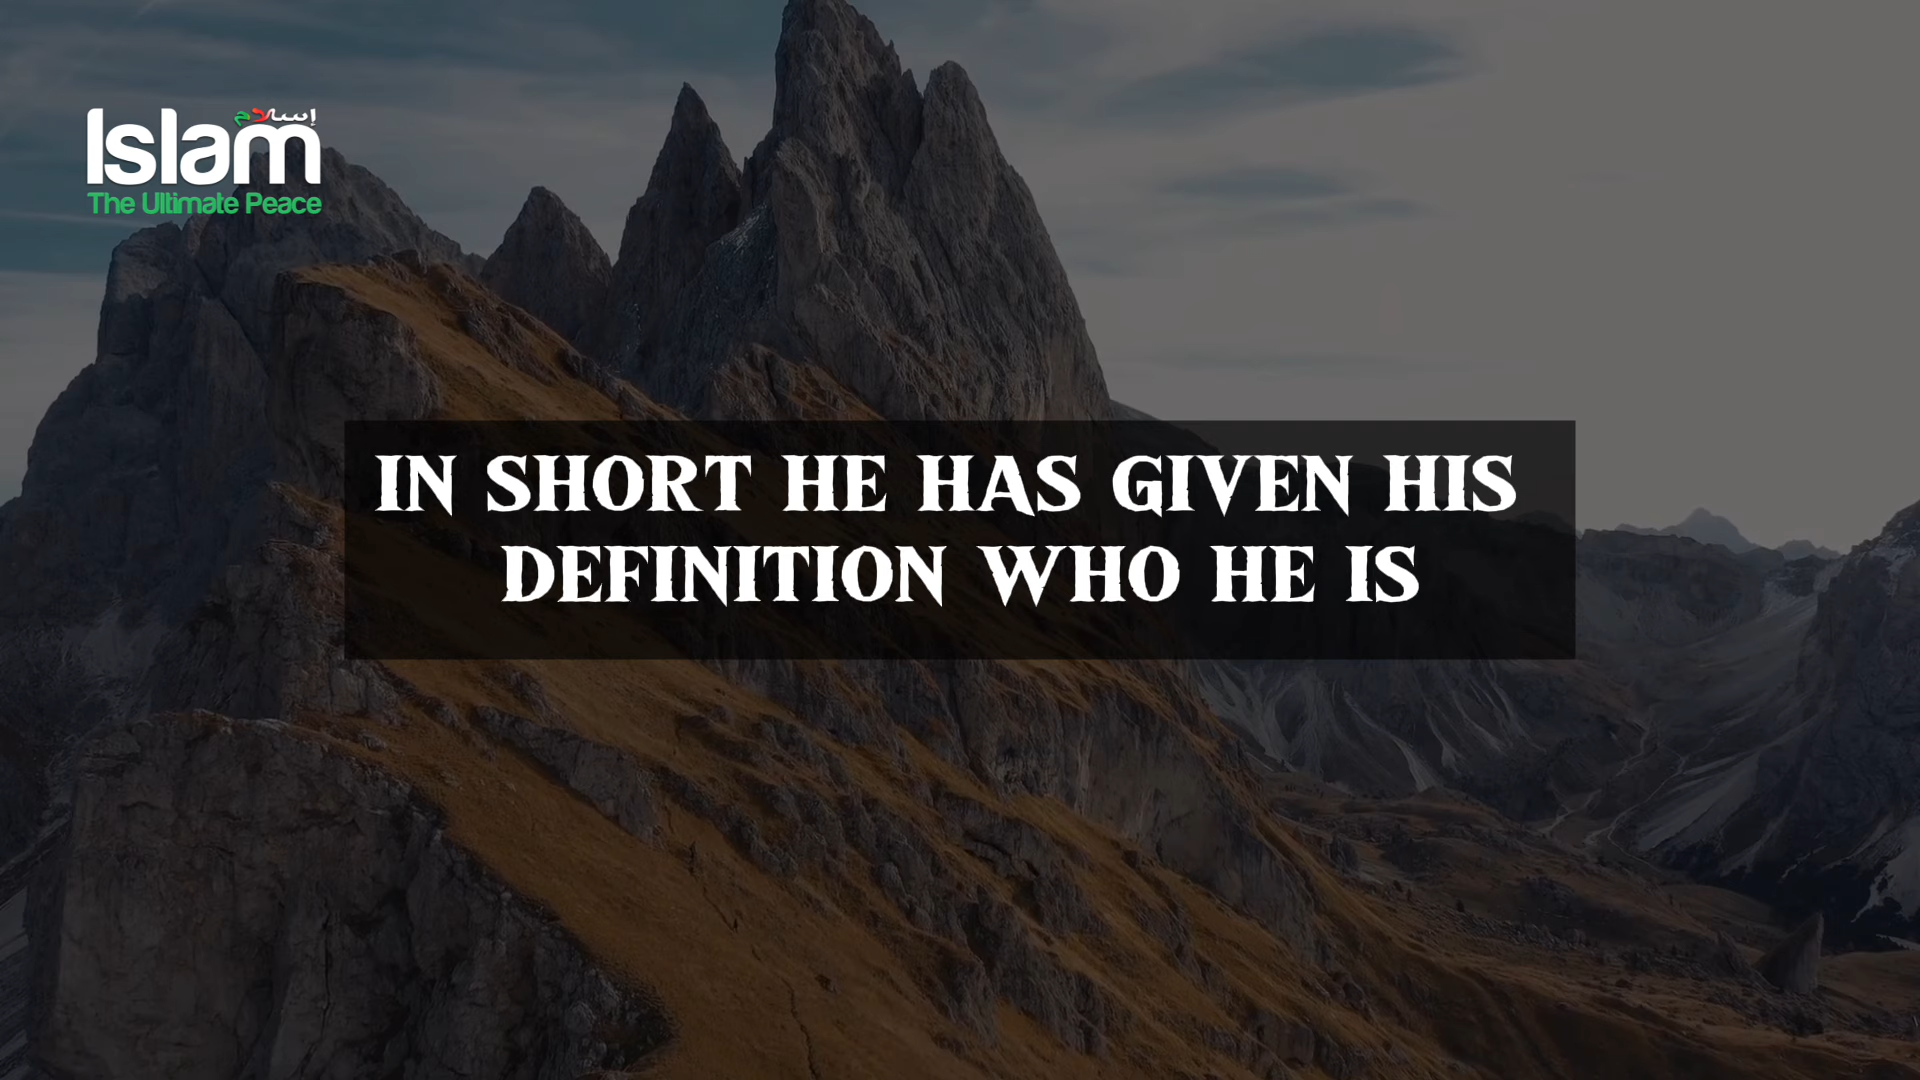 إسلام
Islam
The Ultimate Peace
IN SHORT HE HAS GIVEN HIS
DEFINITION WHO HE IS